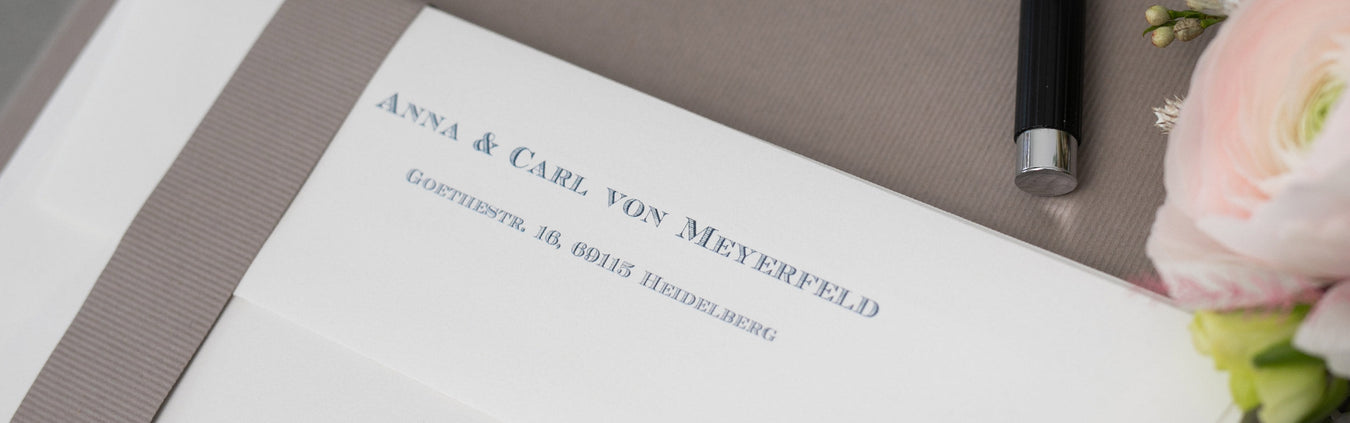 Anna & Carl von Meyerfeld
Goethestr. 16, 69115 Heidelberg